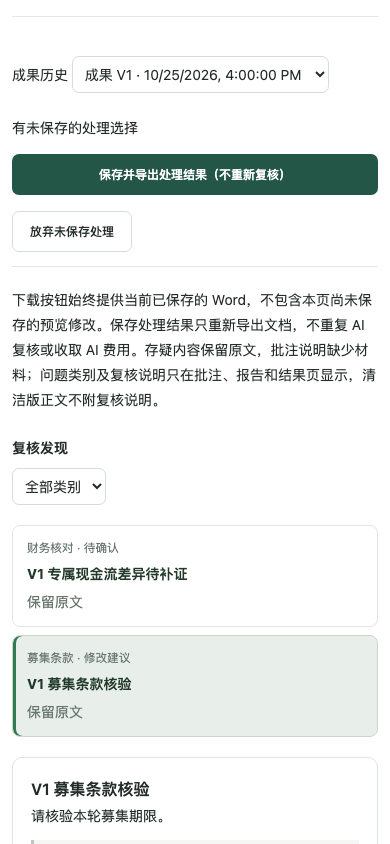 成果历史 成果 V1 · 10/25/2026, 4:00:00 PM
有未保存的处理选择
保存并导出处理结果（不重新复核）
放弃未保存处理
下载按钮始终提供当前已保存的 Word，不包含本页尚未保
存的预览修改。保存处理结果只重新导出文档，不重复 AI
复核或收取 AI 费用。存疑内容保留原文，批注说明缺少材
料；问题类别及复核说明只在批注、报告和结果页显示，清
洁版正文不附复核说明。
复核发现
全部类别
财务核对 · 待确认
V1 专属现金流差异待补证
保留原文
募集条款 · 修改建议
V1 募集条款核验
保留原文
V1 募集条款核验
请核验本轮募集期限。